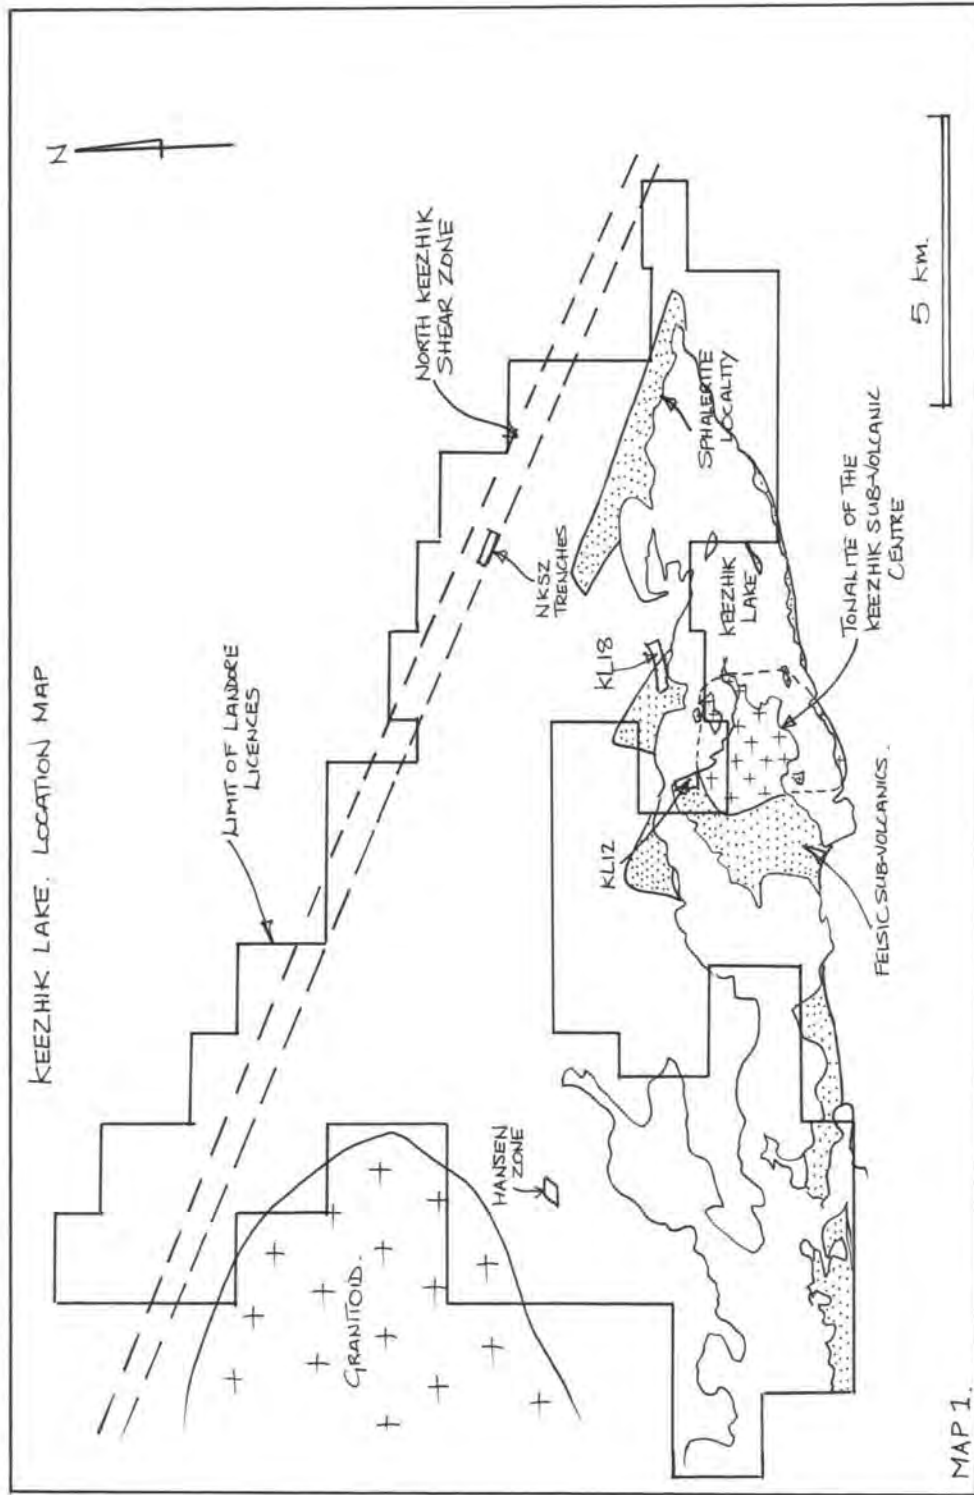 KEEZHIK LAKE. LOCATION MAP
N
LIMIT OF LANDORE
LICENCES
NORTH KEEZHIK
SHEAR ZONE
GRANITOID.
HANSEN
ZONE
NKSZ
TRENCHES
KL18
KL12
SPHALERITE
LOCALITY
KEEZHIK
LAKE
FELSIC SUB-VOLCANICS.
TONALITE OF THE
KEEZHIK SUB-VOLCANIC
CENTRE
5 KM.
MAP 1.